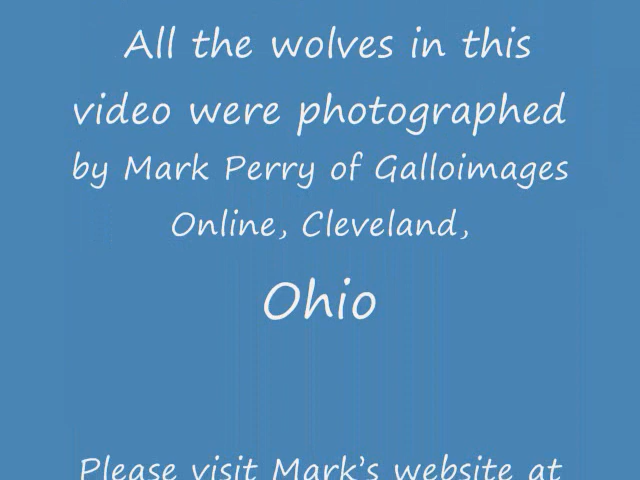 All the wolves in this
video were photographed
by Mark Perry of Galloimages
Online, Cleveland,
Ohio
Please visit Mark's website at